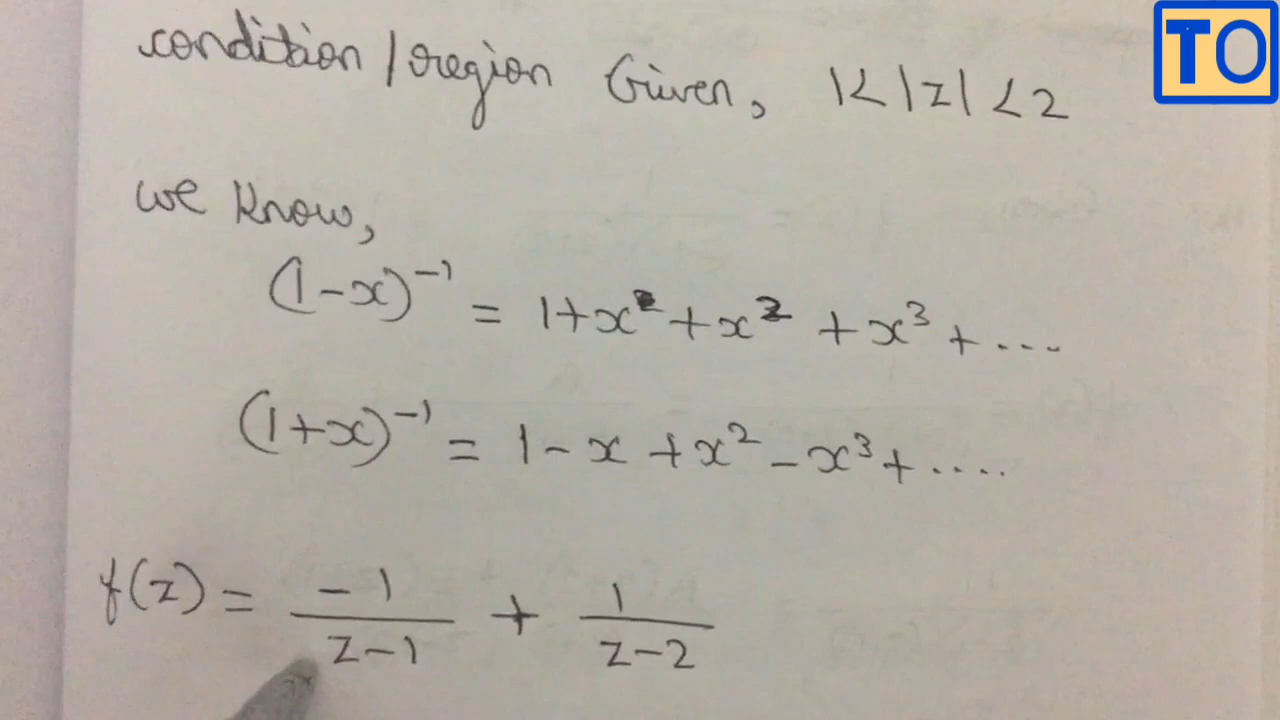 TO
condition / region Given, 1 < |z| < 2
we know,
(1-x)^-1 = 1+x+x^2+x^3+...
(1+x)^-1 = 1-x+x^2-x^3+....
f(z) = -1/(z-1) + 1/(z-2)